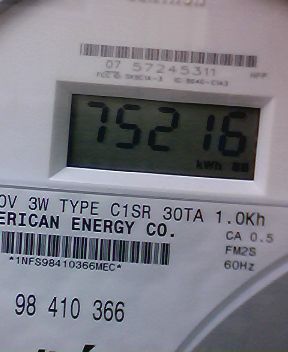 07 57245311
75216
kWh
0V 3W TYPE C1SR 30TA 1.0Kh
ERICAN ENERGY CO.
CA 0.5
FM2S
*1NFS98410366MEC*
60Hz
98 410 366